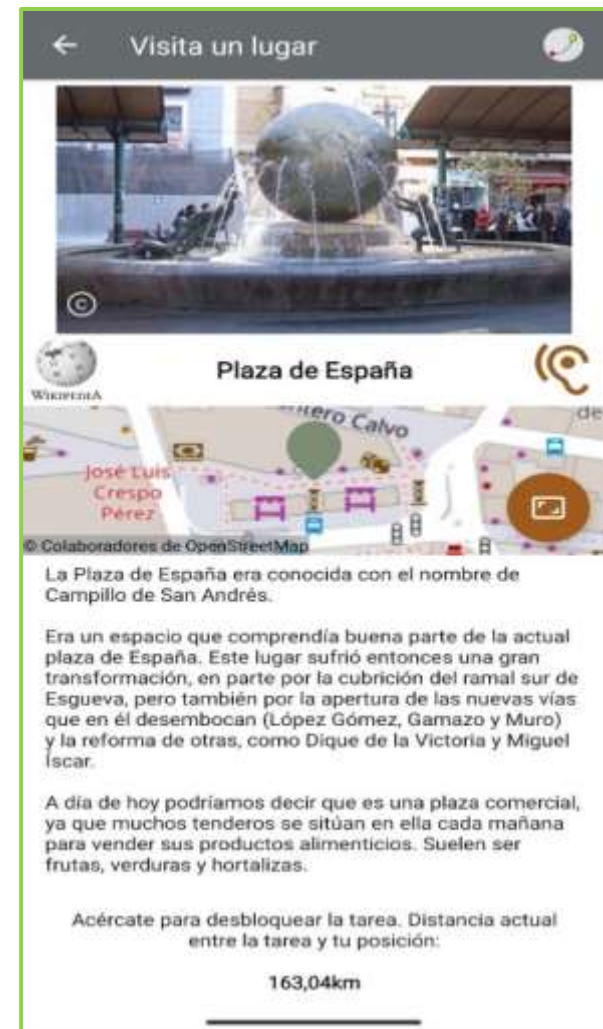 Visita un lugar
©
WIKIPEDIA
Plaza de España
ntero Calvo
de
José Luis
Crespo
Pérez
© Colaboradores de OpenStreetMap
La Plaza de España era conocida con el nombre de
Campillo de San Andrés.
Era un espacio que comprendía buena parte de la actual
plaza de España. Este lugar sufrió entonces una gran
transformación, en parte por la cubrición del ramal sur de
Esgueva, pero también por la apertura de las nuevas vías
que en él desembocan (López Gómez, Gamazo y Muro)
y la reforma de otras, como Dique de la Victoria y Miguel
Íscar.
A día de hoy podríamos decir que es una plaza comercial,
ya que muchos tenderos se sitúan en ella cada mañana
para vender sus productos alimenticios. Suelen ser
frutas, verduras y hortalizas.
Acércate para desbloquear la tarea. Distancia actual
entre la tarea y tu posición:
163,04km